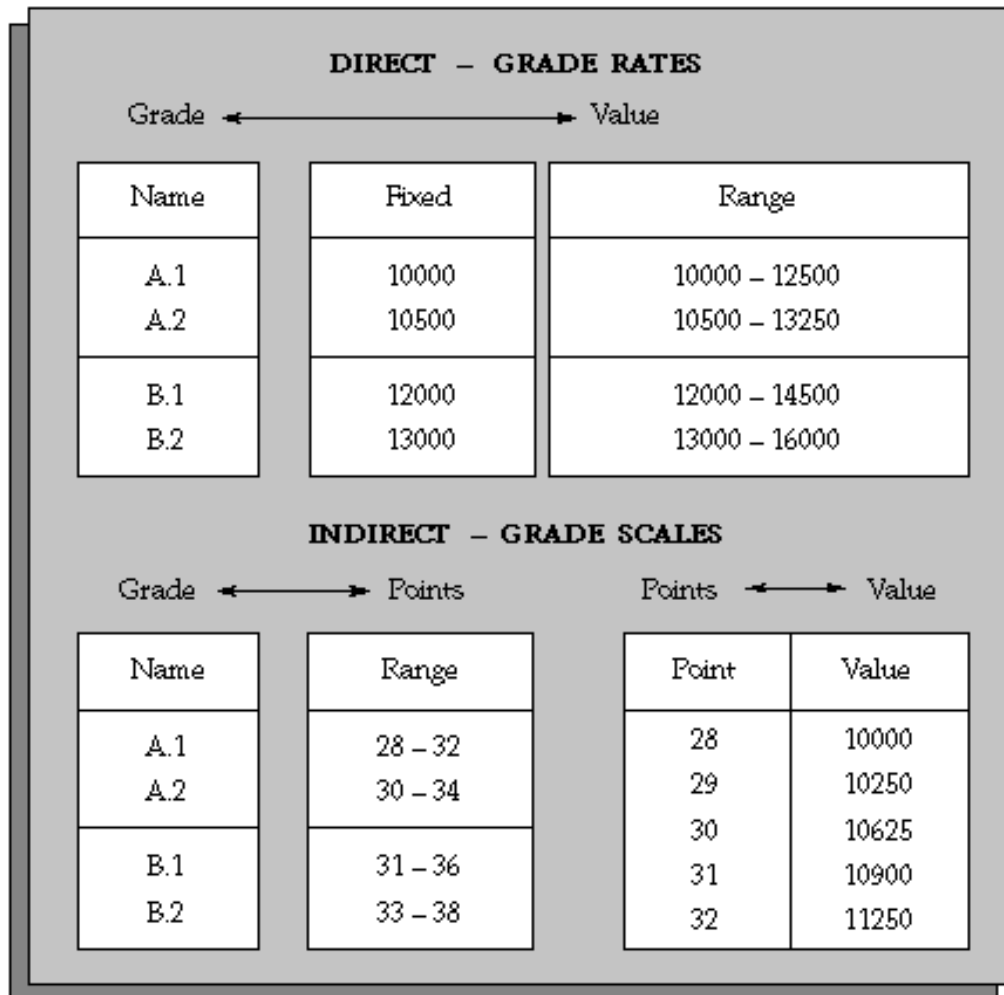 DIRECT – GRADE RATES
Grade Value
Name Fixed Range
A.1 10000 10000 – 12500
A.2 10500 10500 – 13250
B.1 12000 12000 – 14500
B.2 13000 13000 – 16000
INDIRECT – GRADE SCALES
Grade Points Points Value
Name Range Point Value
A.1 28 – 32 28 10000
A.2 30 – 34 29 10250
30 10625
B.1 31 – 36 31 10900
B.2 33 – 38 32 11250